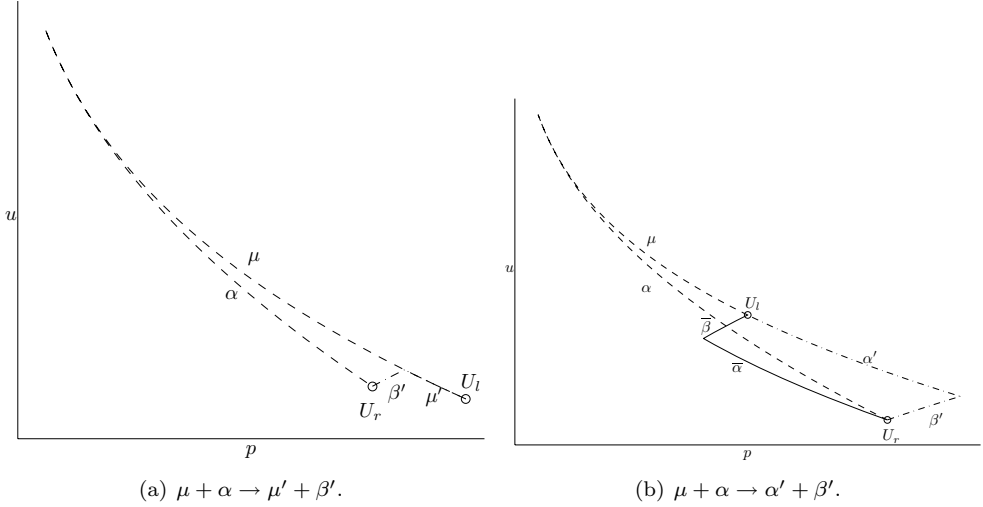 u
μ
α
β′
μ′
U_l
U_r
p
(a) μ + α → μ′ + β′.
u
μ
α
U_l
β̅
α̅
α′
β′
U_r
p
(b) μ + α → α′ + β′.